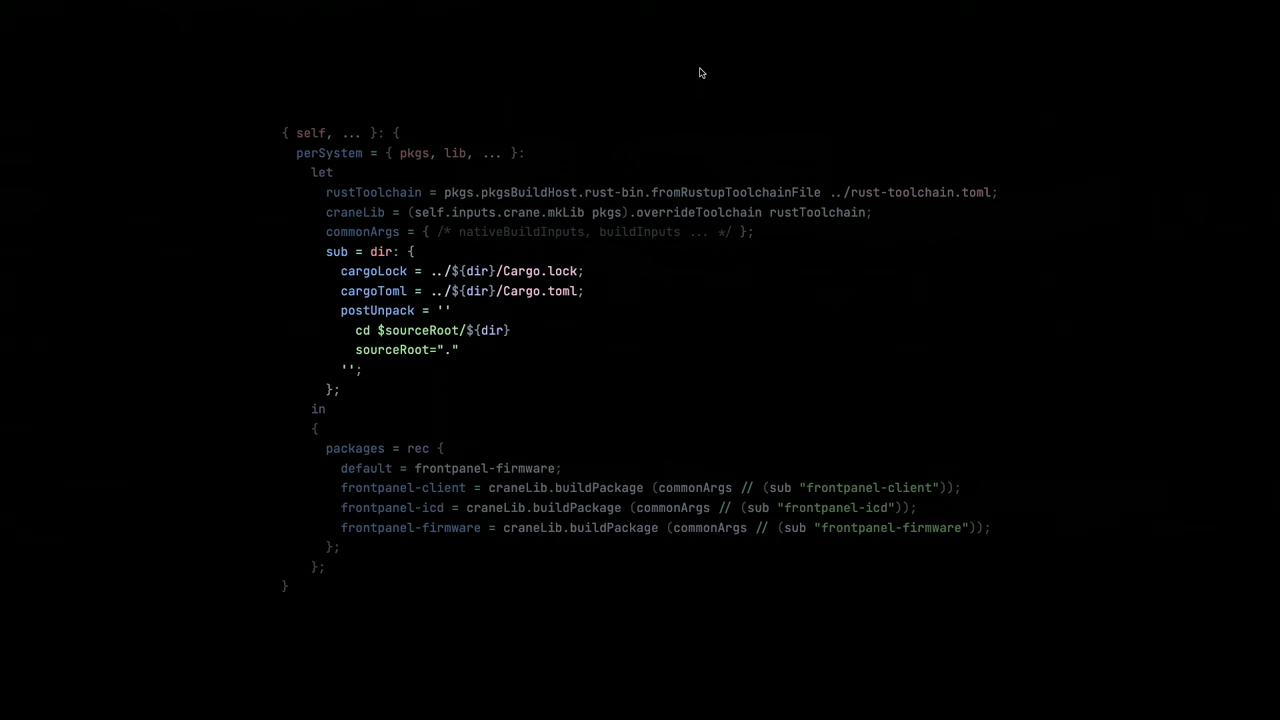 { self, ... }: {
  perSystem = { pkgs, lib, ... }:
    let
      rustToolchain = pkgs.pkgsBuildHost.rust-bin.fromRustupToolchainFile ../rust-toolchain.toml;
      craneLib = (self.inputs.crane.mkLib pkgs).overrideToolchain rustToolchain;
      commonArgs = { /* nativeBuildInputs, buildInputs ... */ };
      sub = dir: {
        cargoLock = ../${dir}/Cargo.lock;
        cargoToml = ../${dir}/Cargo.toml;
        postUnpack = ''
          cd $sourceRoot/${dir}
          sourceRoot="."
        '';
      };
    in
    {
      packages = rec {
        default = frontpanel-firmware;
        frontpanel-client = craneLib.buildPackage (commonArgs // (sub "frontpanel-client"));
        frontpanel-icd = craneLib.buildPackage (commonArgs // (sub "frontpanel-icd"));
        frontpanel-firmware = craneLib.buildPackage (commonArgs // (sub "frontpanel-firmware"));
      };
    };
}